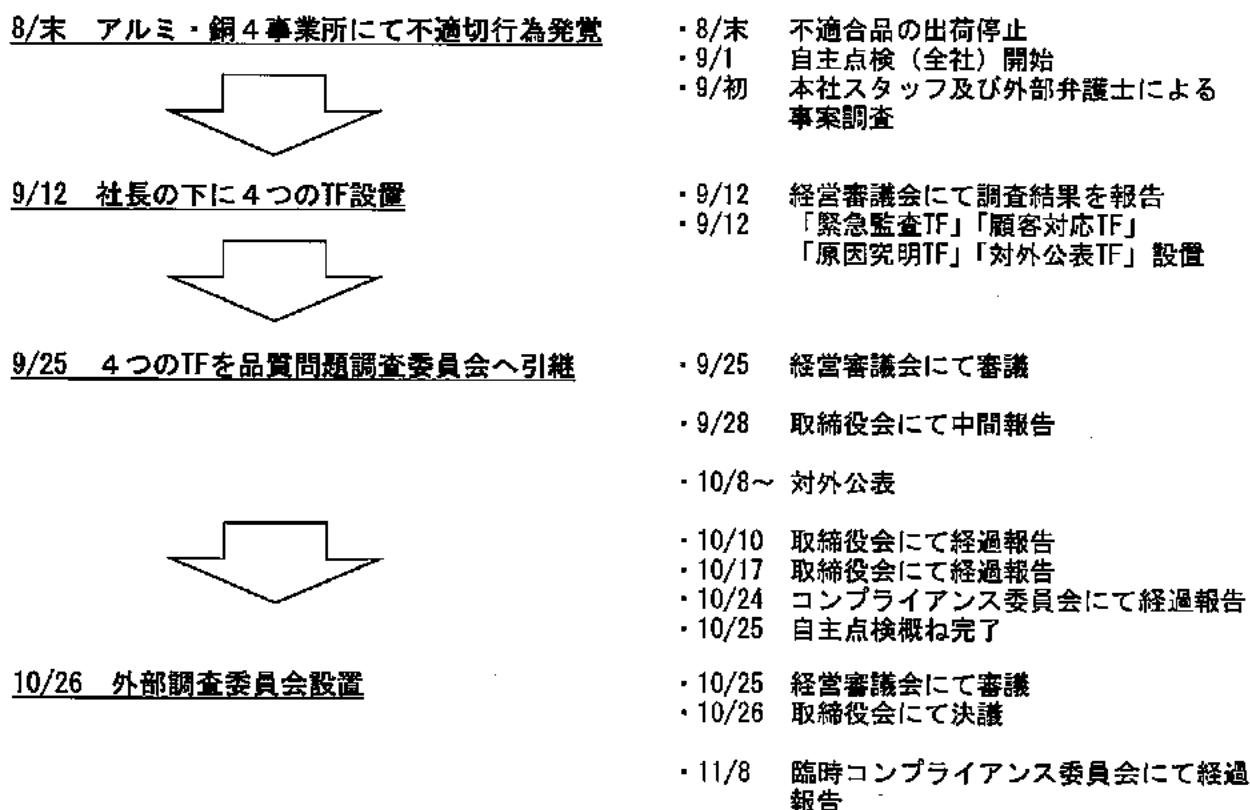 8/末　アルミ・銅４事業所にて不適切行為発覚
・8/末　不適合品の出荷停止
・9/1　自主点検（全社）開始
・9/初　本社スタッフ及び外部弁護士による
事案調査
9/12　社長の下に４つのTF設置
・9/12　経営審議会にて調査結果を報告
・9/12　「緊急監査TF」「顧客対応TF」
「原因究明TF」「対外公表TF」設置
9/25　４つのTFを品質問題調査委員会へ引継
・9/25　経営審議会にて審議
・9/28　取締役会にて中間報告
・10/8～　対外公表
・10/10　取締役会にて経過報告
・10/17　取締役会にて経過報告
・10/24　コンプライアンス委員会にて経過報告
・10/25　自主点検概ね完了
10/26　外部調査委員会設置
・10/25　経営審議会にて審議
・10/26　取締役会にて決議
・11/8　臨時コンプライアンス委員会にて経過
報告